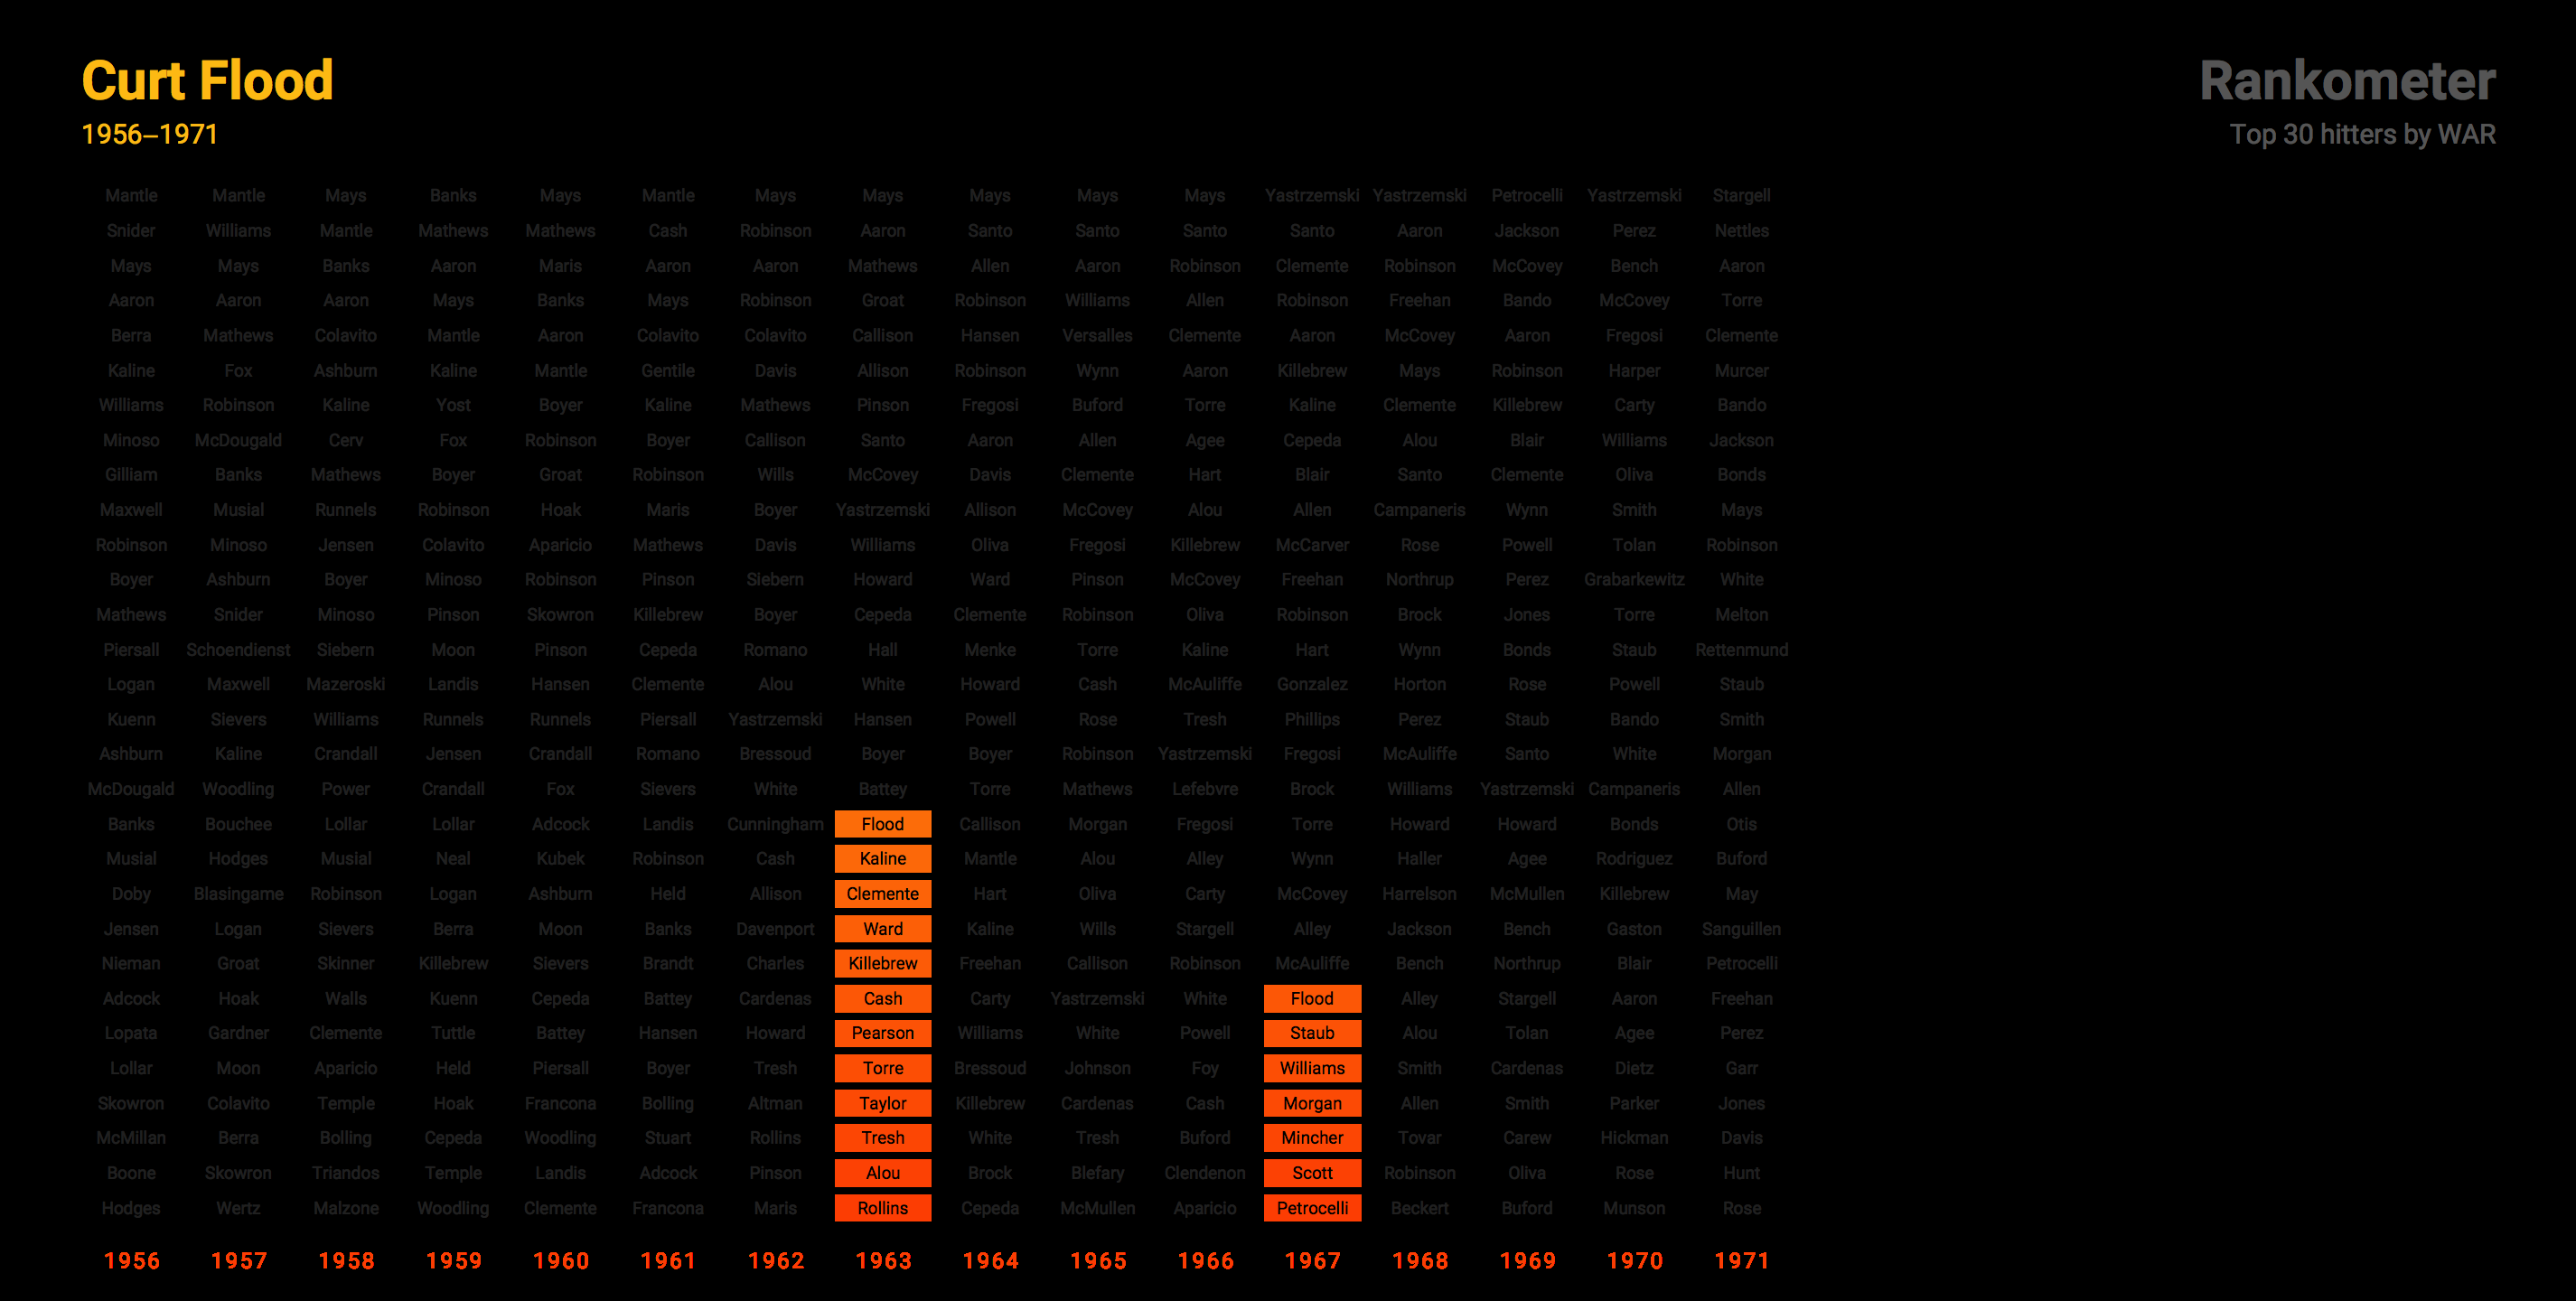 Curt Flood
1956–1971
Rankometer
Top 30 hitters by WAR
Mantle Mantle Mays Banks Mays Mantle Mays Mays Mays Mays Mays Yastrzemski Yastrzemski Petrocelli Yastrzemski Stargell
Snider Williams Mantle Mathews Mathews Cash Robinson Aaron Santo Santo Santo Santo Aaron Jackson Perez Nettles
Mays Mays Banks Aaron Maris Aaron Aaron Mathews Allen Aaron Robinson Clemente Robinson McCovey Bench Aaron
Aaron Aaron Aaron Mays Banks Mays Robinson Groat Robinson Williams Allen Robinson Freehan Bando McCovey Torre
Berra Mathews Colavito Mantle Aaron Colavito Colavito Callison Hansen Versalles Clemente Aaron McCovey Aaron Fregosi Clemente
Kaline Fox Ashburn Kaline Mantle Gentile Davis Allison Robinson Wynn Aaron Killebrew Mays Robinson Harper Murcer
Williams Robinson Kaline Yost Boyer Kaline Mathews Pinson Fregosi Buford Torre Kaline Clemente Killebrew Carty Bando
Minoso McDougald Cerv Fox Robinson Boyer Callison Santo Aaron Allen Agee Cepeda Alou Blair Williams Jackson
Gilliam Banks Mathews Boyer Groat Robinson Wills McCovey Davis Clemente Hart Blair Santo Clemente Oliva Bonds
Maxwell Musial Runnels Robinson Hoak Maris Boyer Yastrzemski Allison McCovey Alou Allen Campaneris Wynn Smith Mays
Robinson Minoso Jensen Colavito Aparicio Mathews Davis Williams Oliva Fregosi Killebrew McCarver Rose Powell Tolan Robinson
Boyer Ashburn Boyer Minoso Robinson Pinson Siebern Howard Ward Pinson McCovey Freehan Northrup Perez Grabarkewitz White
Mathews Snider Minoso Pinson Skowron Killebrew Boyer Cepeda Clemente Robinson Oliva Robinson Brock Jones Torre Melton
Piersall Schoendienst Siebern Moon Pinson Cepeda Romano Hall Menke Torre Kaline Hart Wynn Bonds Staub Rettenmund
Logan Maxwell Mazeroski Landis Hansen Clemente Alou White Howard Cash McAuliffe Gonzalez Horton Rose Powell Staub
Kuenn Sievers Williams Runnels Runnels Piersall Yastrzemski Hansen Powell Rose Tresh Phillips Perez Staub Bando Smith
Ashburn Kaline Crandall Jensen Crandall Romano Bressoud Boyer Boyer Robinson Yastrzemski Fregosi McAuliffe Santo White Morgan
McDougald Woodling Power Crandall Fox Sievers White Battey Torre Mathews Lefebvre Brock Williams Yastrzemski Campaneris Allen
Banks Bouchee Lollar Lollar Adcock Landis Cunningham Flood Callison Morgan Fregosi Torre Howard Howard Bonds Otis
Musial Hodges Musial Neal Kubek Robinson Cash Kaline Mantle Alou Alley Wynn Haller Agee Rodriguez Buford
Doby Blasingame Robinson Logan Ashburn Held Allison Clemente Hart Oliva Carty McCovey Harrelson McMullen Killebrew May
Jensen Logan Sievers Berra Moon Banks Davenport Ward Kaline Wills Stargell Alley Jackson Bench Gaston Sanguillen
Nieman Groat Skinner Killebrew Sievers Brandt Charles Killebrew Freehan Callison Robinson McAuliffe Bench Northrup Blair Petrocelli
Adcock Hoak Walls Kuenn Cepeda Battey Cardenas Cash Carty Yastrzemski White Flood Alley Stargell Aaron Freehan
Lopata Gardner Clemente Tuttle Battey Hansen Howard Pearson Williams White Powell Staub Alou Tolan Agee Perez
Lollar Moon Aparicio Held Piersall Boyer Tresh Torre Bressoud Johnson Foy Williams Smith Cardenas Dietz Garr
Skowron Colavito Temple Hoak Francona Bolling Altman Taylor Killebrew Cardenas Cash Morgan Allen Smith Parker Jones
McMillan Berra Bolling Cepeda Woodling Stuart Rollins Tresh White Tresh Buford Mincher Tovar Carew Hickman Davis
Boone Skowron Triandos Temple Landis Adcock Pinson Alou Brock Blefary Clendenon Scott Robinson Oliva Rose Hunt
Hodges Wertz Malzone Woodling Clemente Francona Maris Rollins Cepeda McMullen Aparicio Petrocelli Beckert Buford Munson Rose
1956 1957 1958 1959 1960 1961 1962 1963 1964 1965 1966 1967 1968 1969 1970 1971